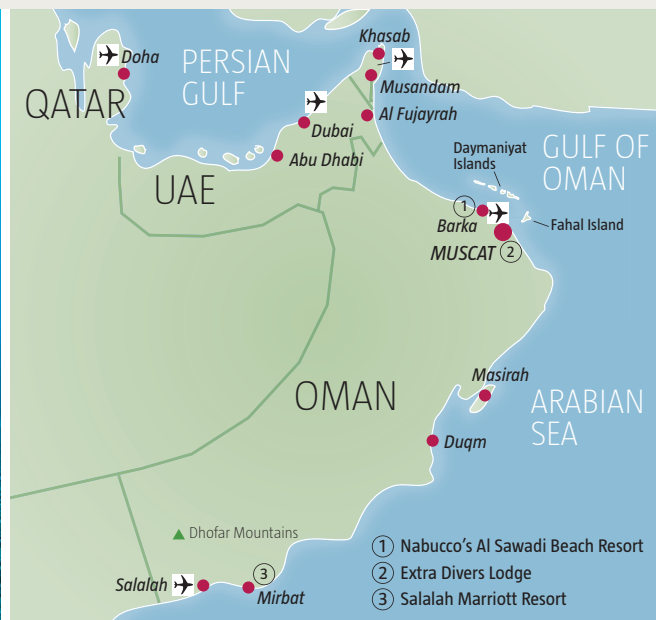 Khasab
Doha
PERSIAN
GULF
Musandam
QATAR
Al Fujayrah
Dubai
Abu Dhabi
Daymaniyat
Islands
GULF OF
OMAN
UAE
1
Barka
Fahal Island
MUSCAT 2
Masirah
OMAN
ARABIAN
SEA
Duqm
Dhofar Mountains
1 Nabucco's Al Sawadi Beach Resort
2 Extra Divers Lodge
3 Salalah Marriott Resort
3
Salalah
Mirbat